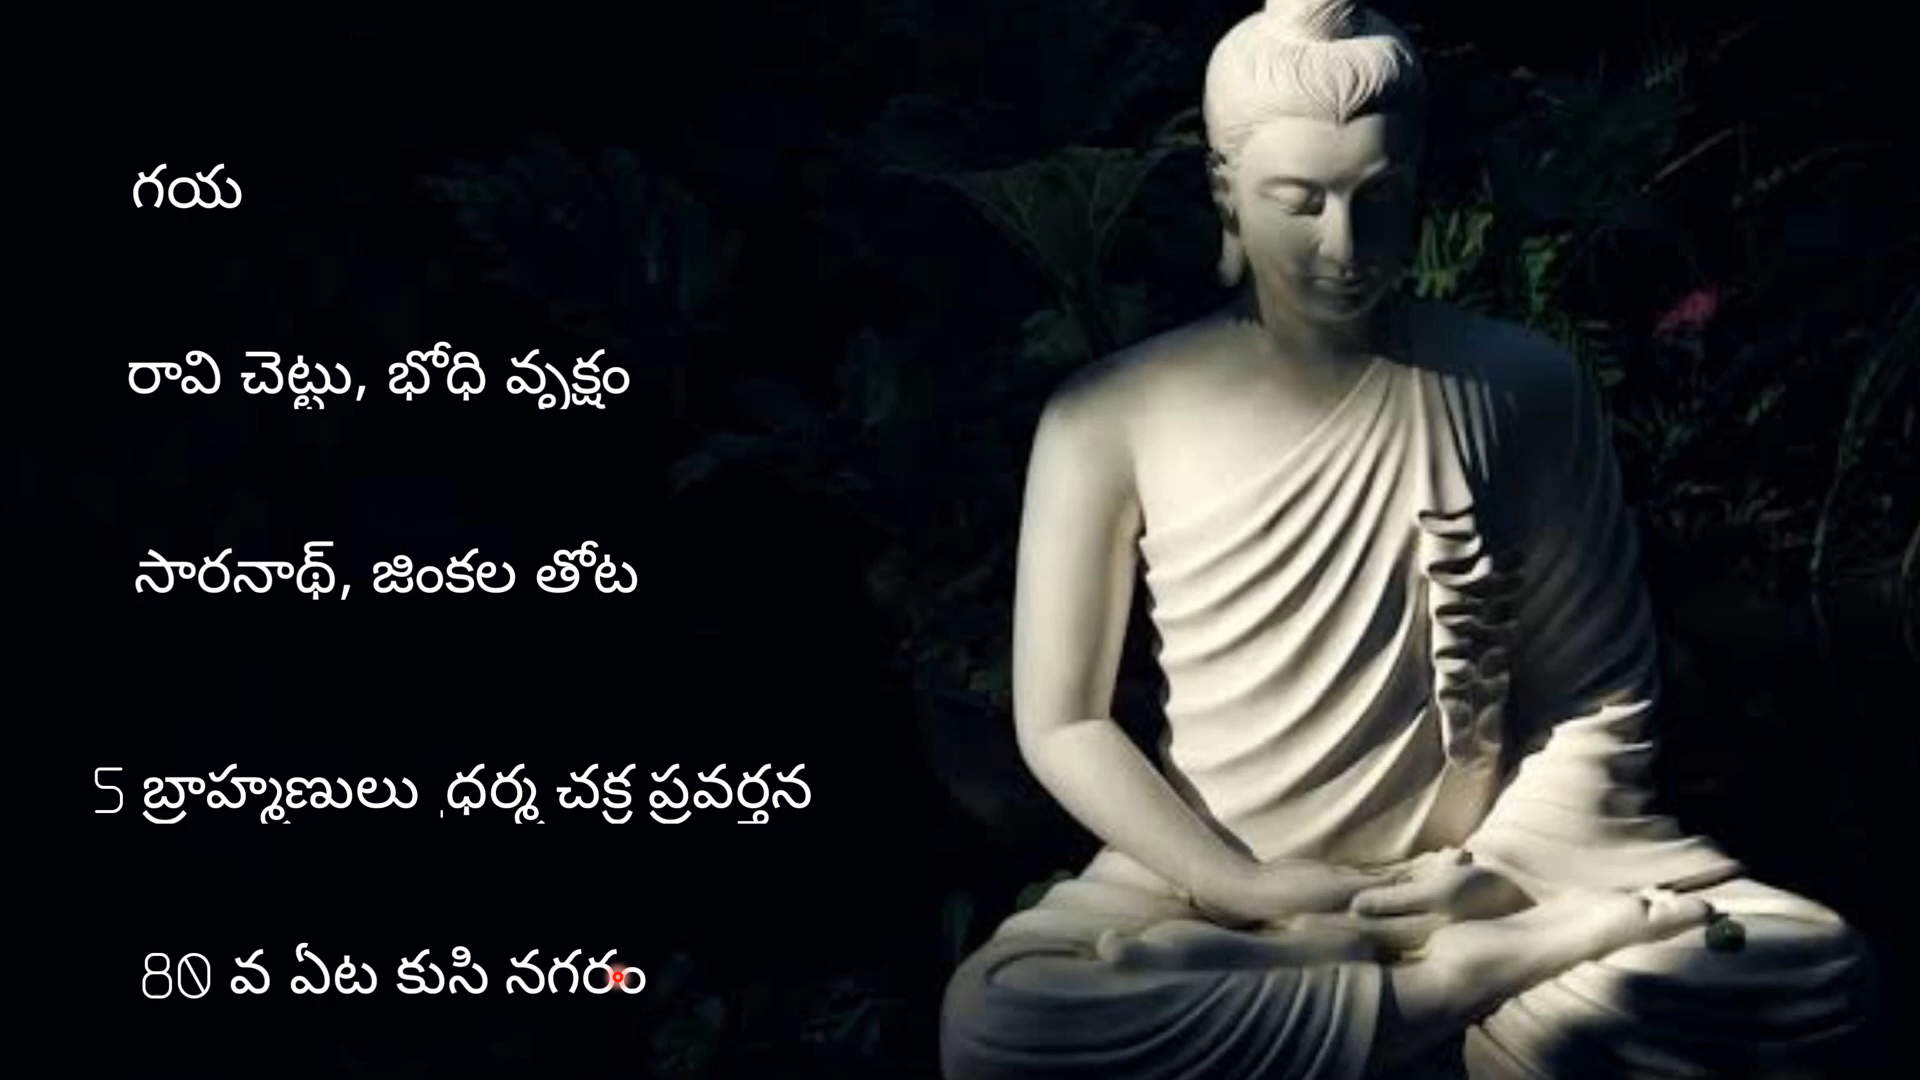 గయ
రావి చెట్టు, భోధి వృక్షం
సారనాథ్, జింకల తోట
5 బ్రాహ్మణులు ,ధర్మ చక్ర ప్రవర్తన
80 వ ఏట కుసి నగరం